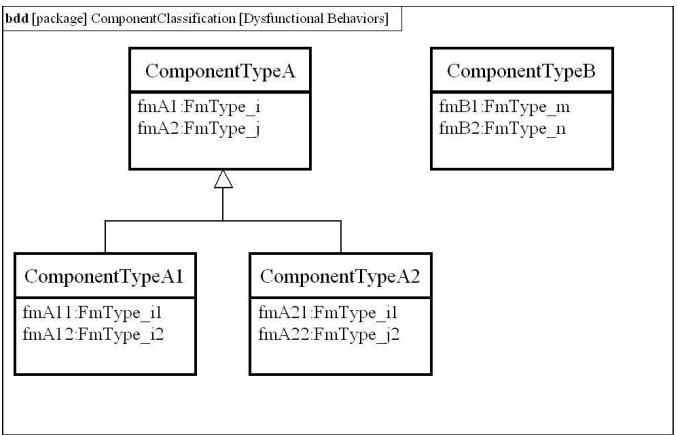 bdd [package] ComponentClassification [Dysfunctional Behaviors]
ComponentTypeA
fmA1:FmType_i
fmA2:FmType_j
ComponentTypeB
fmB1:FmType_m
fmB2:FmType_n
ComponentTypeA1
fmA11:FmType_i1
fmA12:FmType_i2
ComponentTypeA2
fmA21:FmType_i1
fmA22:FmType_j2